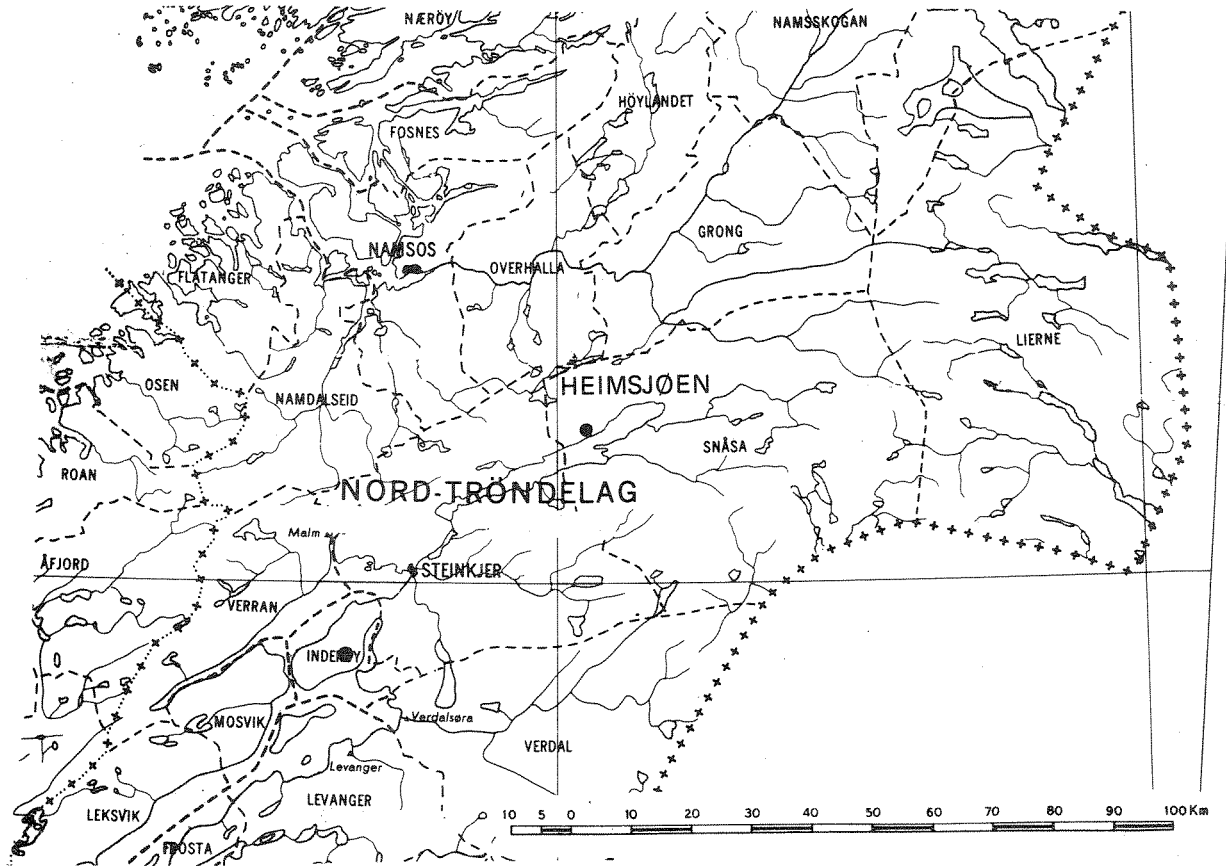 NÆRÖY
NAMSSKOGAN
HÖYLANDET
FOSNES
GRONG
NAMSOS
OVERHALLA
FLATANGER
LIERNE
OSEN
HEIMSJØEN
NAMDALSEID
SNÅSA
ROAN
NORD-TRÖNDELAG
Malm
ÅFJORD
STEINKJER
VERRAN
INDERÖY
MOSVIK
Verdalsøra
VERDAL
Levanger
LEVANGER
LEKSVIK
10 5 0 10 20 30 40 50 60 70 80 90 100 Km
FROSTA